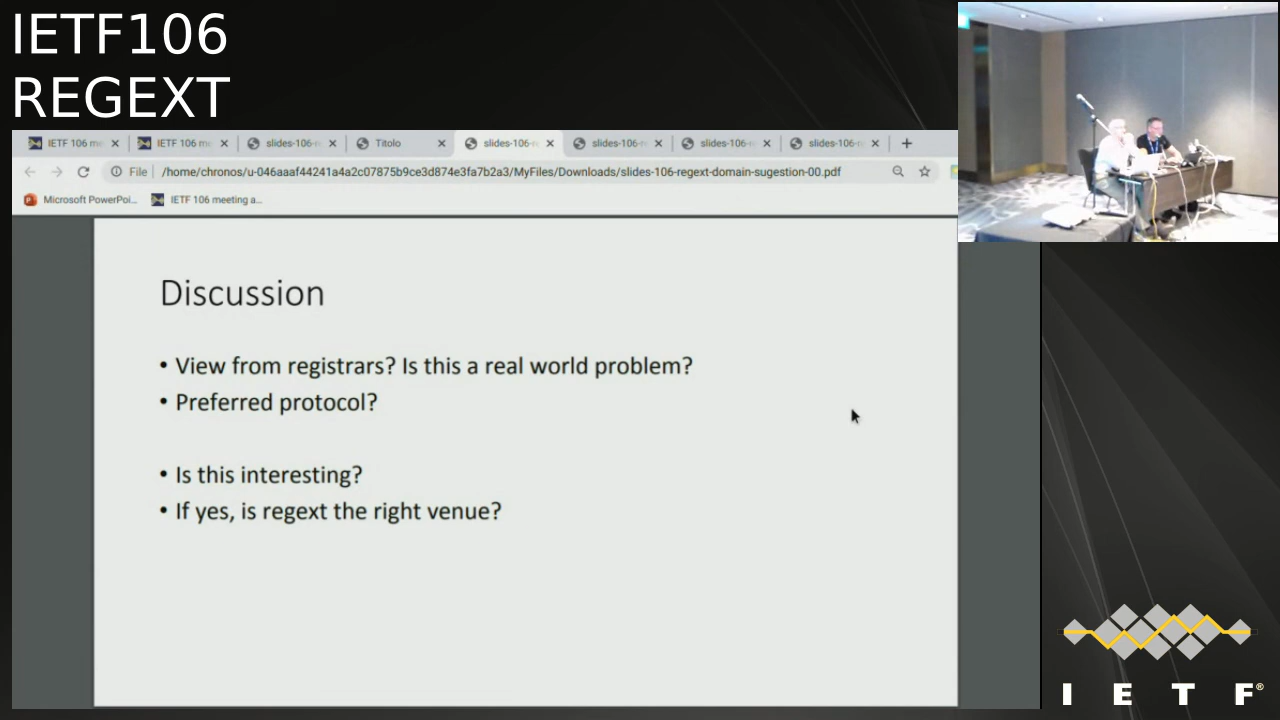 IETF106
REGEXT
IETF 106 me
IETF 106 me
slides-106-r
Titolo
slides-106-r
slides-106-r
slides-106-r
slides-106-r
File
/home/chronos/u-046aaaf44241a4a2c07875b9ce3d874e3fa7b2a3/MyFiles/Downloads/slides-106-regext-domain-sugestion-00.pdf
Microsoft PowerPoi...
IETF 106 meeting a...
Discussion
• View from registrars? Is this a real world problem?
• Preferred protocol?
• Is this interesting?
• If yes, is regext the right venue?
I E T F®